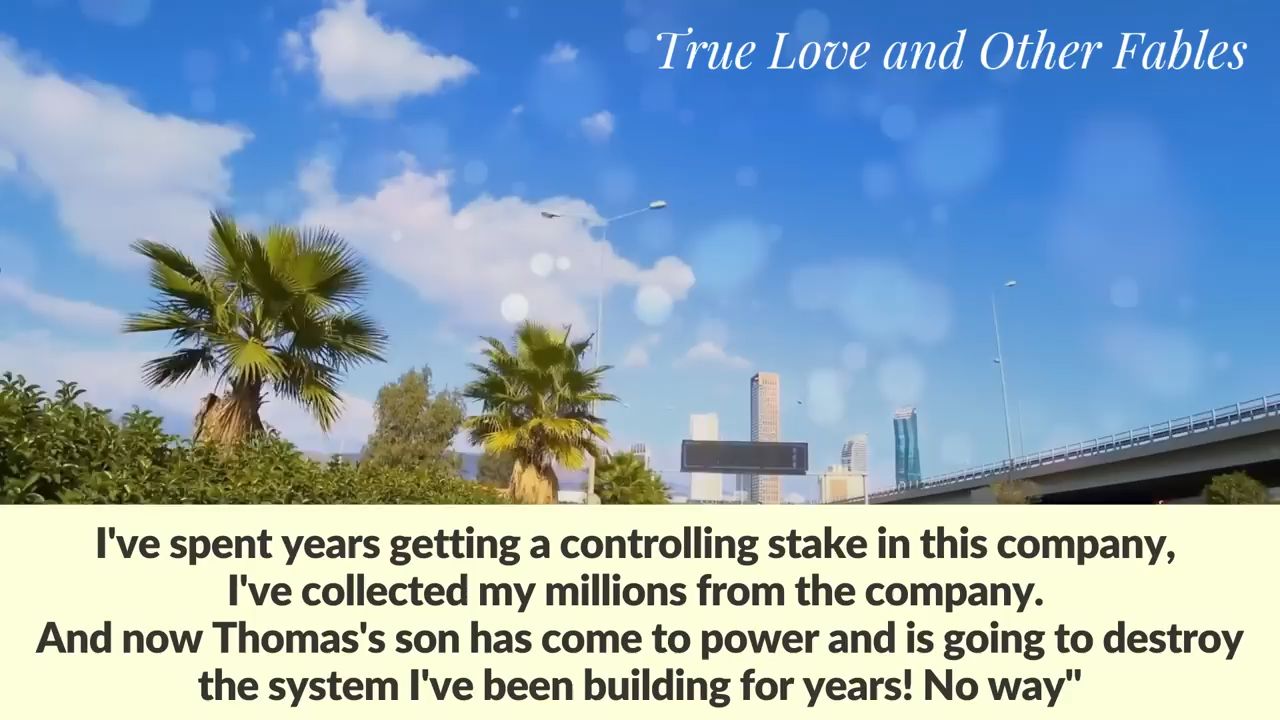 True Love and Other Fables
I've spent years getting a controlling stake in this company,
I've collected my millions from the company.
And now Thomas's son has come to power and is going to destroy
the system I've been building for years! No way"